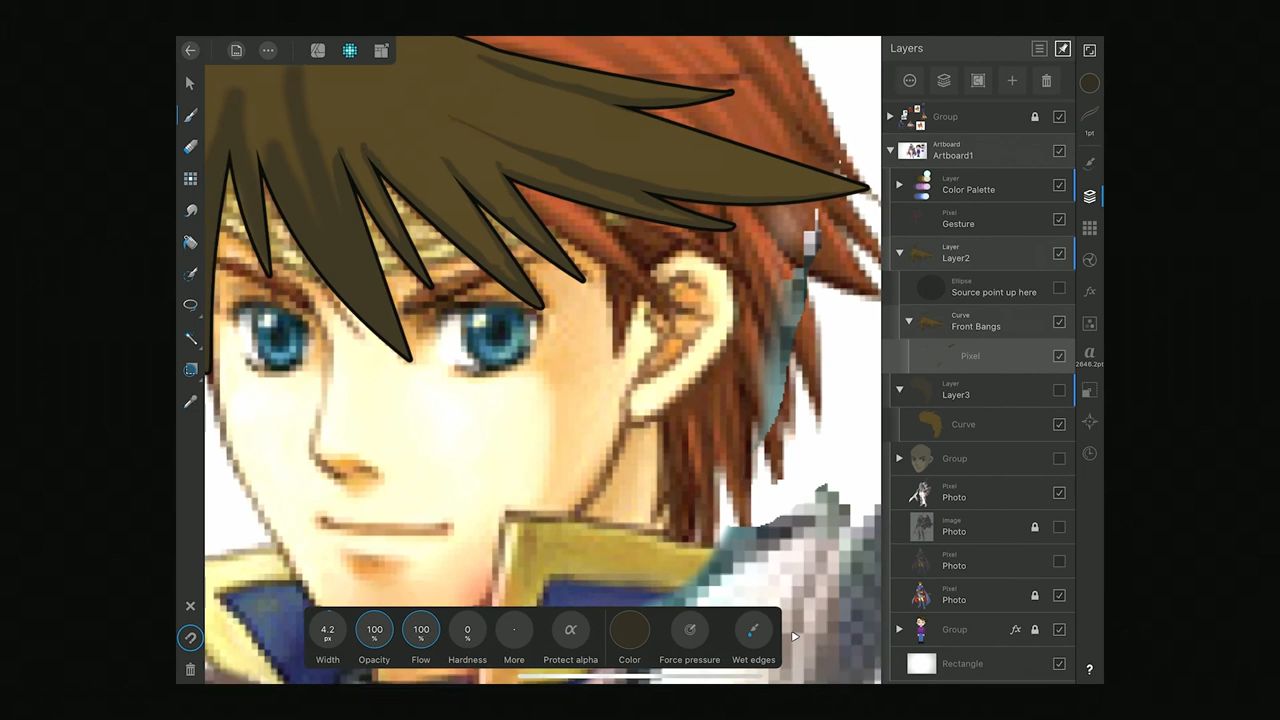 Layers
Group
Artboard
Artboard1
1pt
Layer
Color Palette
Pixel
Gesture
Layer
Layer2
Ellipse
Source point up here
Curve
Front Bangs
Pixel
a
2646.2pt
Layer
Layer3
Curve
Group
Pixel
Photo
Image
Photo
Pixel
Photo
Pixel
Photo
Group
fx
Rectangle
?
4.2 px
100 %
100 %
0 %
Width
Opacity
Flow
Hardness
More
Protect alpha
Color
Force pressure
Wet edges